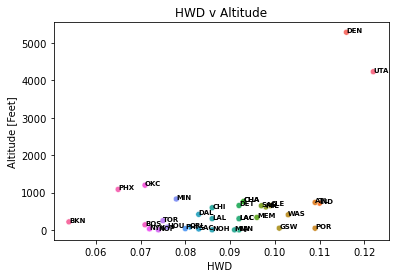 HWD v Altitude
DEN
UTA
PHX
OKC
MIN
TOR
BOS
BKN
DAL
CHI
LAL
SAC
NOH
CHA
DET
LAC
MEM
WAS
GSW
IND
POR
Altitude [Feet]
5000
4000
3000
2000
1000
0
0.06
0.07
0.08
0.09
0.10
0.11
0.12
HWD